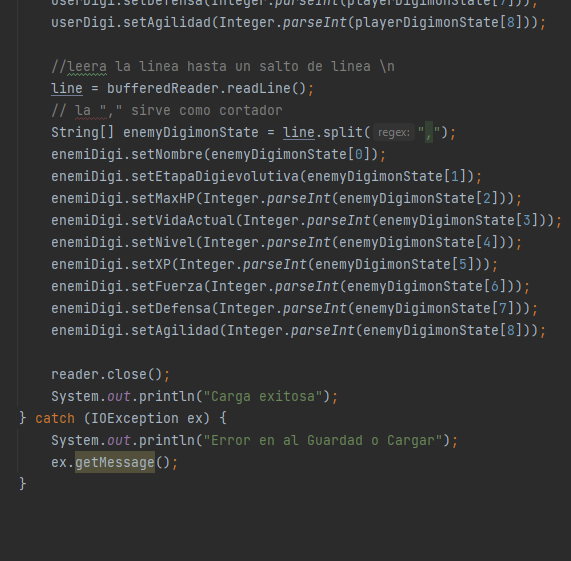 userDigi.setDefensa(Integer.parseInt(playerDigimonState[7]));
userDigi.setAgilidad(Integer.parseInt(playerDigimonState[8]));
//leera la linea hasta un salto de linea \n
line = bufferedReader.readLine();
// la "," sirve como cortador
String[] enemyDigimonState = line.split( regex: ",");
enemiDigi.setNombre(enemyDigimonState[0]);
enemiDigi.setEtapaDigievolutiva(enemyDigimonState[1]);
enemiDigi.setMaxHP(Integer.parseInt(enemyDigimonState[2]));
enemiDigi.setVidaActual(Integer.parseInt(enemyDigimonState[3]));
enemiDigi.setNivel(Integer.parseInt(enemyDigimonState[4]));
enemiDigi.setXP(Integer.parseInt(enemyDigimonState[5]));
enemiDigi.setFuerza(Integer.parseInt(enemyDigimonState[6]));
enemiDigi.setDefensa(Integer.parseInt(enemyDigimonState[7]));
enemiDigi.setAgilidad(Integer.parseInt(enemyDigimonState[8]));
reader.close();
System.out.println("Carga exitosa");
} catch (IOException ex) {
System.out.println("Error en al Guardad o Cargar");
ex.getMessage();
}